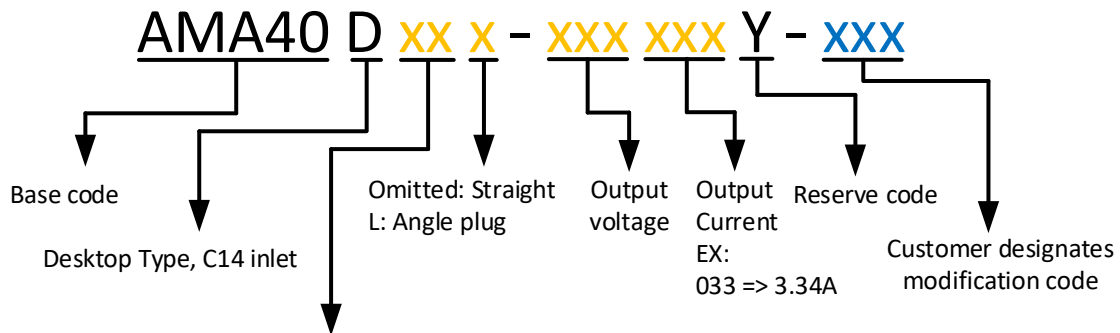 AMA40 D xx x - xxx xxx Y - xxx
Base code
Desktop Type, C14 inlet
Omitted: Straight
L: Angle plug
Output
voltage
Output
Current
EX:
033 => 3.34A
Reserve code
Customer designates
modification code